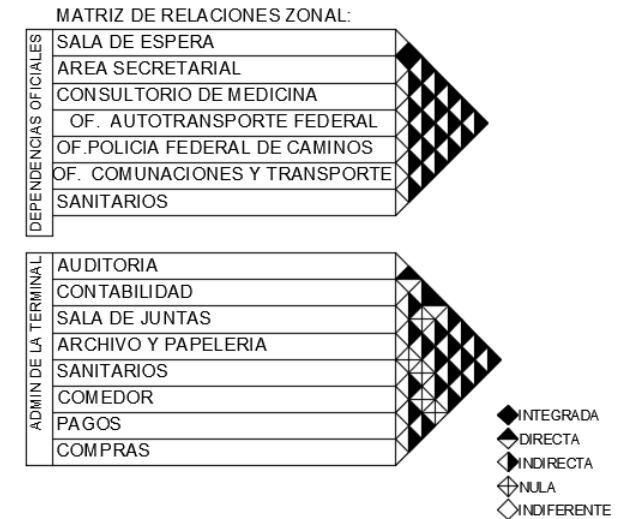 MATRIZ DE RELACIONES ZONAL:
DEPENDENCIAS OFICIALES
SALA DE ESPERA
AREA SECRETARIAL
CONSULTORIO DE MEDICINA
OF. AUTOTRANSPORTE FEDERAL
OF.POLICIA FEDERAL DE CAMINOS
OF. COMUNACIONES Y TRANSPORTE
SANITARIOS
ADMIN DE LA TERMINAL
AUDITORIA
CONTABILIDAD
SALA DE JUNTAS
ARCHIVO Y PAPELERIA
SANITARIOS
COMEDOR
PAGOS
COMPRAS
INTEGRADA
DIRECTA
INDIRECTA
NULA
INDIFERENTE